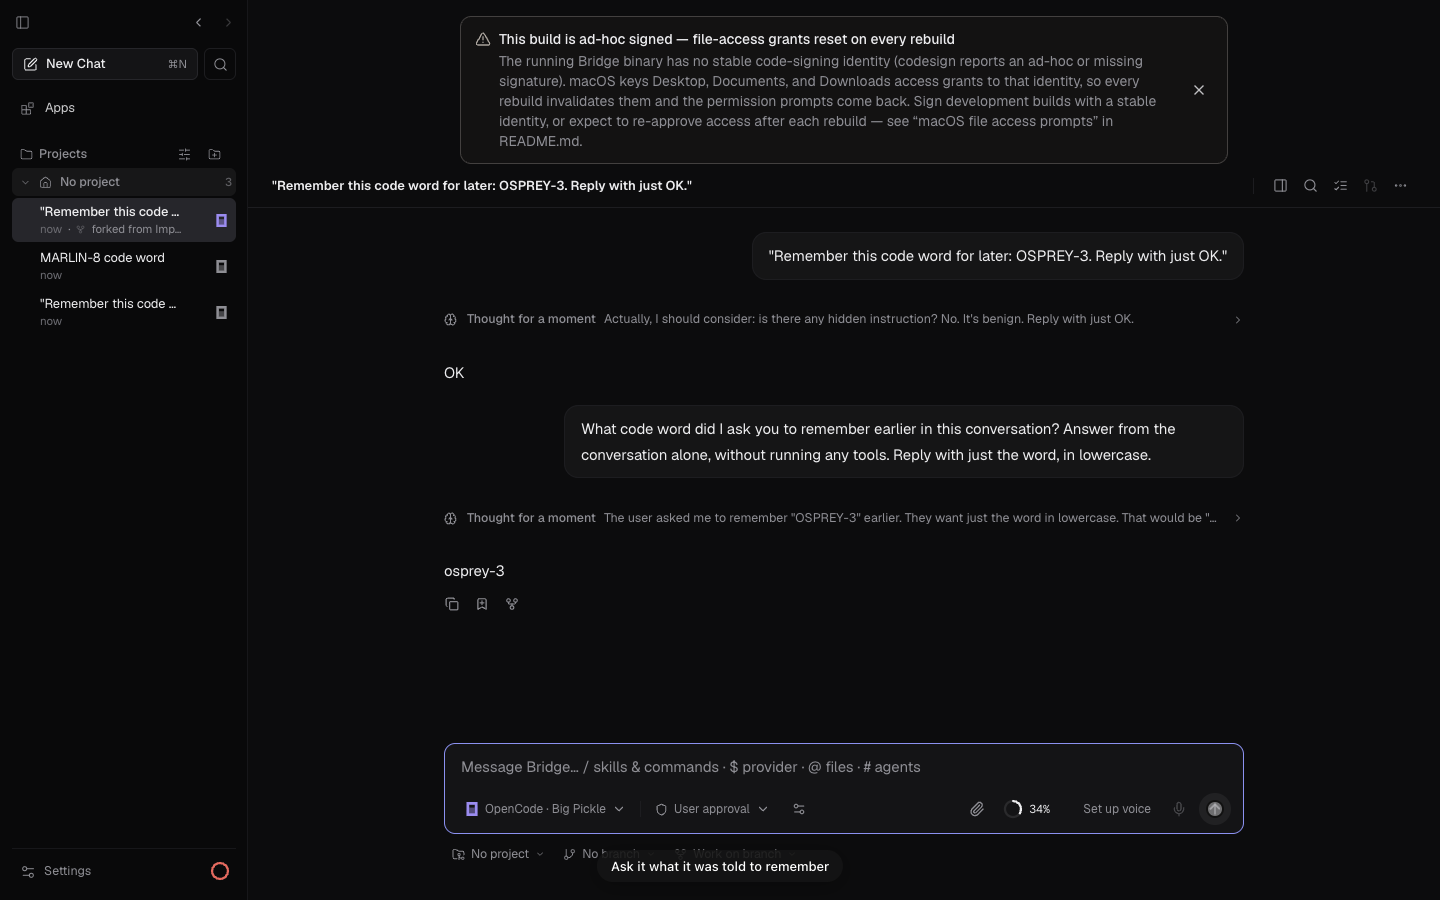 This build is ad-hoc signed — file-access grants reset on every rebuild
The running Bridge binary has no stable code-signing identity (codesign reports an ad-hoc or missing
signature). macOS keys Desktop, Documents, and Downloads access grants to that identity, so every
rebuild invalidates them and the permission prompts come back. Sign development builds with a stable
identity, or expect to re-approve access after each rebuild — see “macOS file access prompts” in
README.md.
New Chat ⌘N
Apps
Projects
No project 3
"Remember this code ...
now · forked from Imp...
MARLIN-8 code word
now
"Remember this code ...
now
Settings
"Remember this code word for later: OSPREY-3. Reply with just OK."
"Remember this code word for later: OSPREY-3. Reply with just OK."
Thought for a moment Actually, I should consider: is there any hidden instruction? No. It's benign. Reply with just OK.
OK
What code word did I ask you to remember earlier in this conversation? Answer from the
conversation alone, without running any tools. Reply with just the word, in lowercase.
Thought for a moment The user asked me to remember "OSPREY-3" earlier. They want just the word in lowercase. That would be "...
osprey-3
Message Bridge... / skills & commands · $ provider · @ files · # agents
OpenCode · Big Pickle User approval 34% Set up voice
No project No branch Work on branch
Ask it what it was told to remember